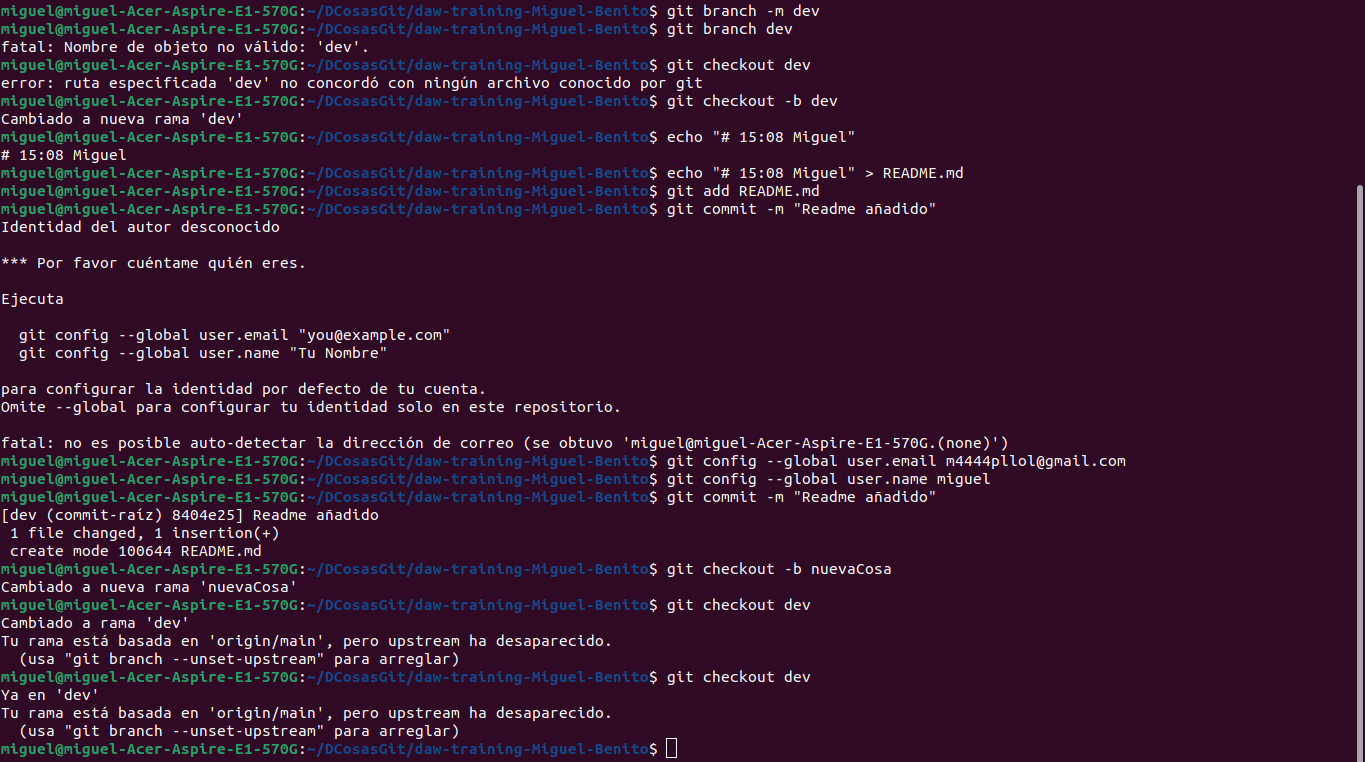 miguel@miguel-Acer-Aspire-E1-570G:~/DCosasGit/daw-training-Miguel-Benito$ git branch -m dev
miguel@miguel-Acer-Aspire-E1-570G:~/DCosasGit/daw-training-Miguel-Benito$ git branch dev
fatal: Nombre de objeto no válido: 'dev'.
miguel@miguel-Acer-Aspire-E1-570G:~/DCosasGit/daw-training-Miguel-Benito$ git checkout dev
error: ruta especificada 'dev' no concordó con ningún archivo conocido por git
miguel@miguel-Acer-Aspire-E1-570G:~/DCosasGit/daw-training-Miguel-Benito$ git checkout -b dev
Cambiado a nueva rama 'dev'
miguel@miguel-Acer-Aspire-E1-570G:~/DCosasGit/daw-training-Miguel-Benito$ echo "# 15:08 Miguel"
# 15:08 Miguel
miguel@miguel-Acer-Aspire-E1-570G:~/DCosasGit/daw-training-Miguel-Benito$ echo "# 15:08 Miguel" > README.md
miguel@miguel-Acer-Aspire-E1-570G:~/DCosasGit/daw-training-Miguel-Benito$ git add README.md
miguel@miguel-Acer-Aspire-E1-570G:~/DCosasGit/daw-training-Miguel-Benito$ git commit -m "Readme añadido"
Identidad del autor desconocido

*** Por favor cuéntame quién eres.

Ejecuta

  git config --global user.email "you@example.com"
  git config --global user.name "Tu Nombre"

para configurar la identidad por defecto de tu cuenta.
Omite --global para configurar tu identidad solo en este repositorio.

fatal: no es posible auto-detectar la dirección de correo (se obtuvo 'miguel@miguel-Acer-Aspire-E1-570G.(none)')
miguel@miguel-Acer-Aspire-E1-570G:~/DCosasGit/daw-training-Miguel-Benito$ git config --global user.email m4444pllol@gmail.com
miguel@miguel-Acer-Aspire-E1-570G:~/DCosasGit/daw-training-Miguel-Benito$ git config --global user.name miguel
miguel@miguel-Acer-Aspire-E1-570G:~/DCosasGit/daw-training-Miguel-Benito$ git commit -m "Readme añadido"
[dev (commit-raíz) 8404e25] Readme añadido
 1 file changed, 1 insertion(+)
 create mode 100644 README.md
miguel@miguel-Acer-Aspire-E1-570G:~/DCosasGit/daw-training-Miguel-Benito$ git checkout -b nuevaCosa
Cambiado a nueva rama 'nuevaCosa'
miguel@miguel-Acer-Aspire-E1-570G:~/DCosasGit/daw-training-Miguel-Benito$ git checkout dev
Cambiado a rama 'dev'
Tu rama está basada en 'origin/main', pero upstream ha desaparecido.
  (usa "git branch --unset-upstream" para arreglar)
miguel@miguel-Acer-Aspire-E1-570G:~/DCosasGit/daw-training-Miguel-Benito$ git checkout dev
Ya en 'dev'
Tu rama está basada en 'origin/main', pero upstream ha desaparecido.
  (usa "git branch --unset-upstream" para arreglar)
miguel@miguel-Acer-Aspire-E1-570G:~/DCosasGit/daw-training-Miguel-Benito$